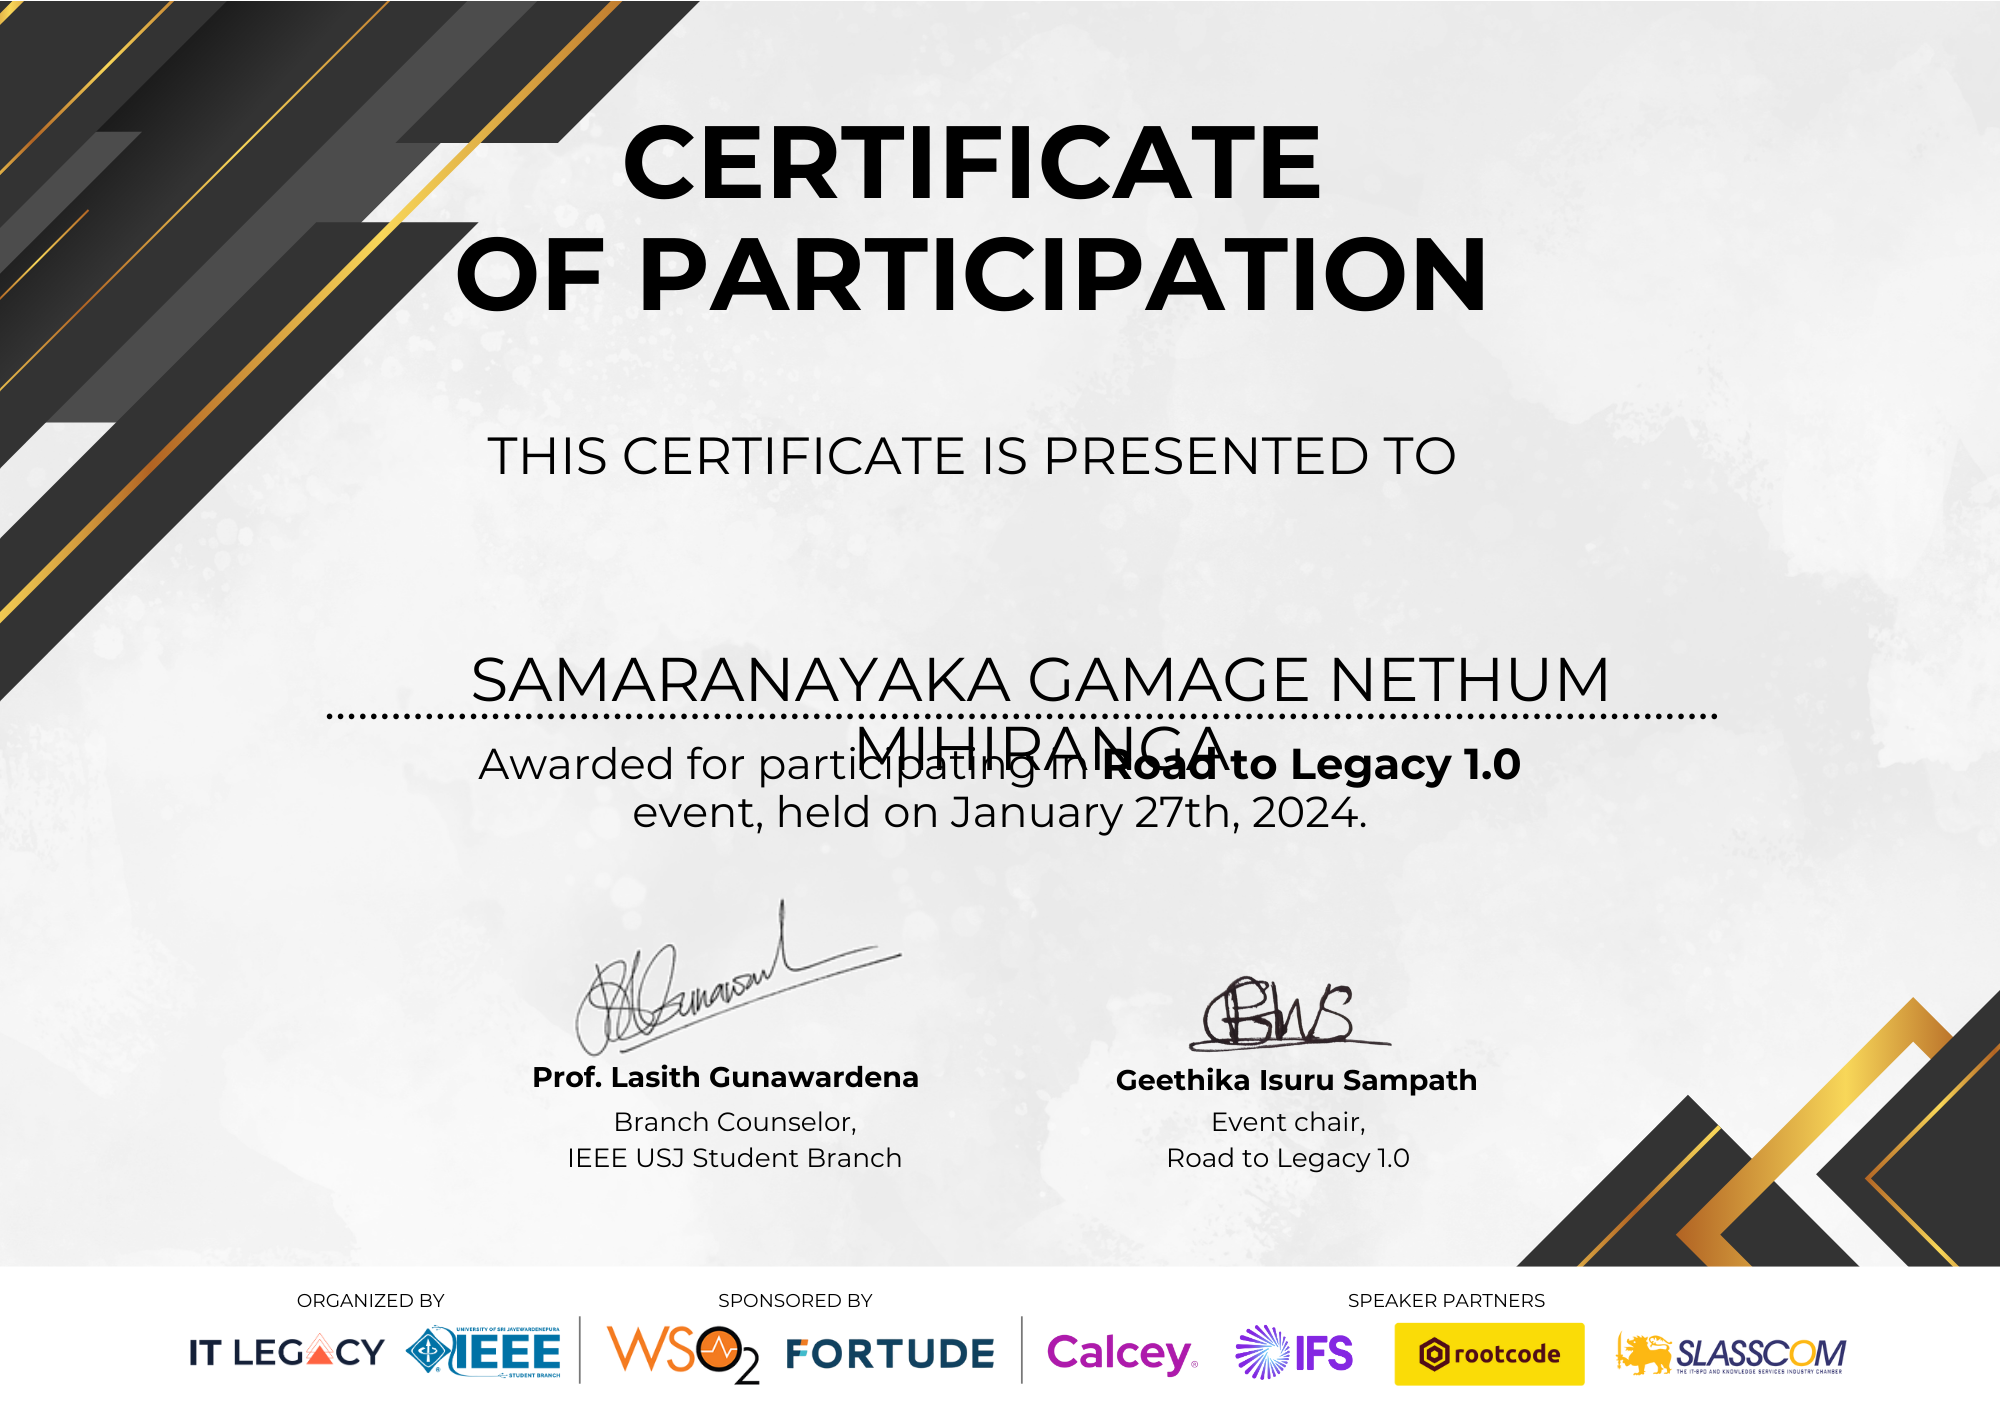 CERTIFICATE
OF PARTICIPATION
THIS CERTIFICATE IS PRESENTED TO
SAMARANAYAKA GAMAGE NETHUM
MIHIRANGA
Awarded for participating in Road to Legacy 1.0
event, held on January 27th, 2024.
Prof. Lasith Gunawardena
Branch Counselor,
IEEE USJ Student Branch
Geethika Isuru Sampath
Event chair,
Road to Legacy 1.0
ORGANIZED BY
IT LEGACY
UNIVERSITY OF SRI JAYEWARDENEPURA
IEEE
STUDENT BRANCH
SPONSORED BY
WSO2
FORTUDE
SPEAKER PARTNERS
Calcey
IFS
rootcode
SLASSCOM
THE IT-BPO AND KNOWLEDGE SERVICES INDUSTRY CHAMBER